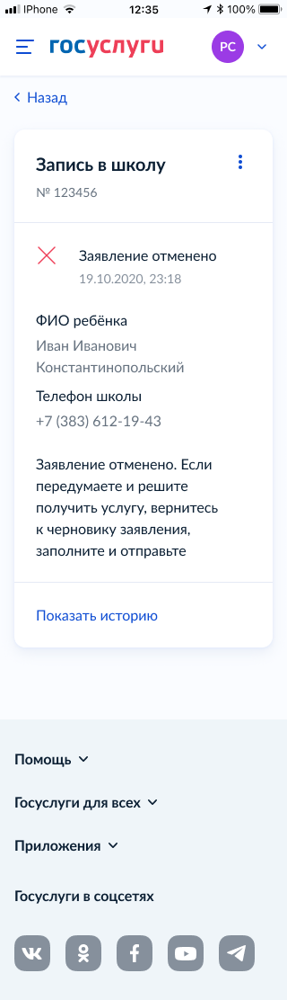 IPhone 12:35 100%
госуслуги РС
Назад
Запись в школу
№ 123456
Заявление отменено
19.10.2020, 23:18
ФИО ребёнка
Иван Иванович
Константинопольский
Телефон школы
+7 (383) 612-19-43
Заявление отменено. Если
передумаете и решите
получить услугу, вернитесь
к черновику заявления,
заполните и отправьте
Показать историю
Помощь
Госуслуги для всех
Приложения
Госуслуги в соцсетях